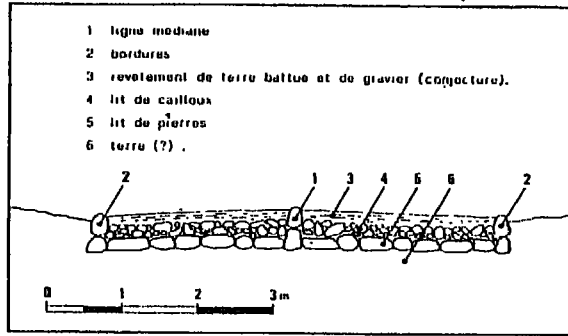 1 ligne médiane
2 bordures
3 revêtement de terre battue et de gravier (conjecture).
4 lit de cailloux
5 lit de pierres
6 terre (?) .
2 1 3 4 5 6 2
0 1 2 3 m